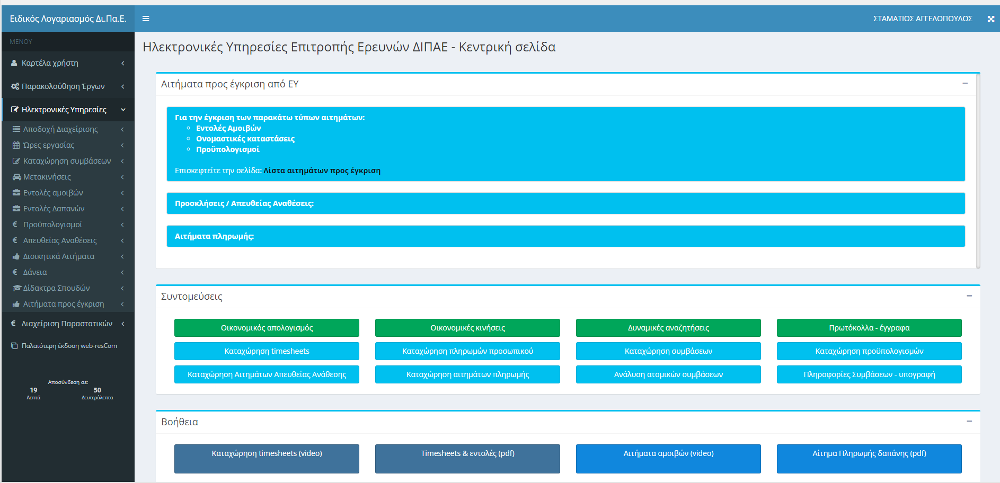 Ειδικός Λογαριασμός Δι.Πα.Ε.
ΣΤΑΜΑΤΙΟΣ ΑΓΓΕΛΟΠΟΥΛΟΣ
ΜΕΝΟΥ
Καρτέλα χρήστη
Παρακολούθηση Έργων
Ηλεκτρονικές Υπηρεσίες
Αποδοχή Διαχείρισης
Ώρες εργασίας
Καταχώρηση συμβάσεων
Μετακινήσεις
Εντολές αμοιβών
Εντολές Δαπανών
€ Προϋπολογισμοί
€ Απευθείας Αναθέσεις
Διοικητικά Αιτήματα
€ Δάνεια
Δίδακτρα Σπουδών
Αιτήματα προς έγκριση
€ Διαχείριση Παραστατικών
Παλαιότερη έκδοση web-resCom
Αποσύνδεση σε:
19 50
Λεπτά Δευτερόλεπτα
Ηλεκτρονικές Υπηρεσίες Επιτροπής Ερευνών ΔΙΠΑΕ - Κεντρική σελίδα
Αιτήματα προς έγκριση από ΕΥ
Για την έγκριση των παρακάτω τύπων αιτημάτων:
Εντολές Αμοιβών
Ονομαστικές καταστάσεις
Προϋπολογισμοί
Επισκεφτείτε την σελίδα: Λίστα αιτημάτων προς έγκριση
Προσκλήσεις / Απευθείας Αναθέσεις:
Αιτήματα πληρωμής:
Συντομεύσεις
Οικονομικός απολογισμός Οικονομικές κινήσεις Δυναμικές αναζητήσεις Πρωτόκολλα - έγγραφα
Καταχώρηση timesheets Καταχώρηση πληρωμών προσωπικού Καταχώρηση συμβάσεων Καταχώρηση προϋπολογισμών
Καταχώρηση Αιτημάτων Απευθείας Ανάθεσης Καταχώρηση αιτημάτων πληρωμής Ανάλυση ατομικών συμβάσεων Πληροφορίες Συμβάσεων - υπογραφή
Βοήθεια
Καταχώρηση timesheets (video) Timesheets & εντολές (pdf) Αιτήματα αμοιβών (video) Αίτημα Πληρωμής δαπάνης (pdf)